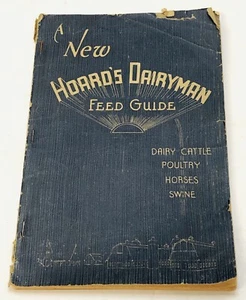 A
New
HOARD'S DAIRYMAN
FEED GUIDE
DAIRY CATTLE
POULTRY
HORSES
SWINE